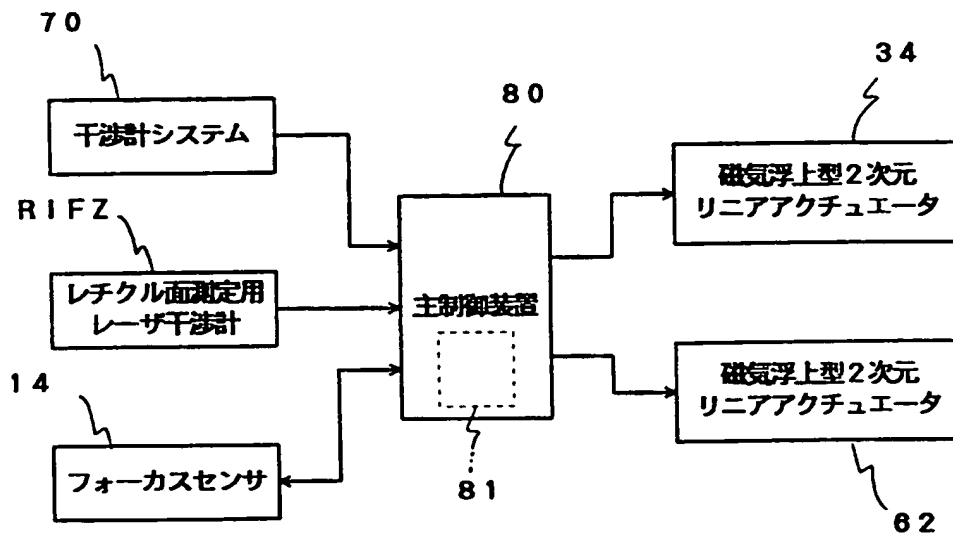 70
干渉計システム
RIFZ
レチクル面測定用
レーザ干渉計
14
フォーカスセンサ
80
主制御装置
81
34
磁気浮上型2次元
リニアアクチュエータ
磁気浮上型2次元
リニアアクチュエータ
62